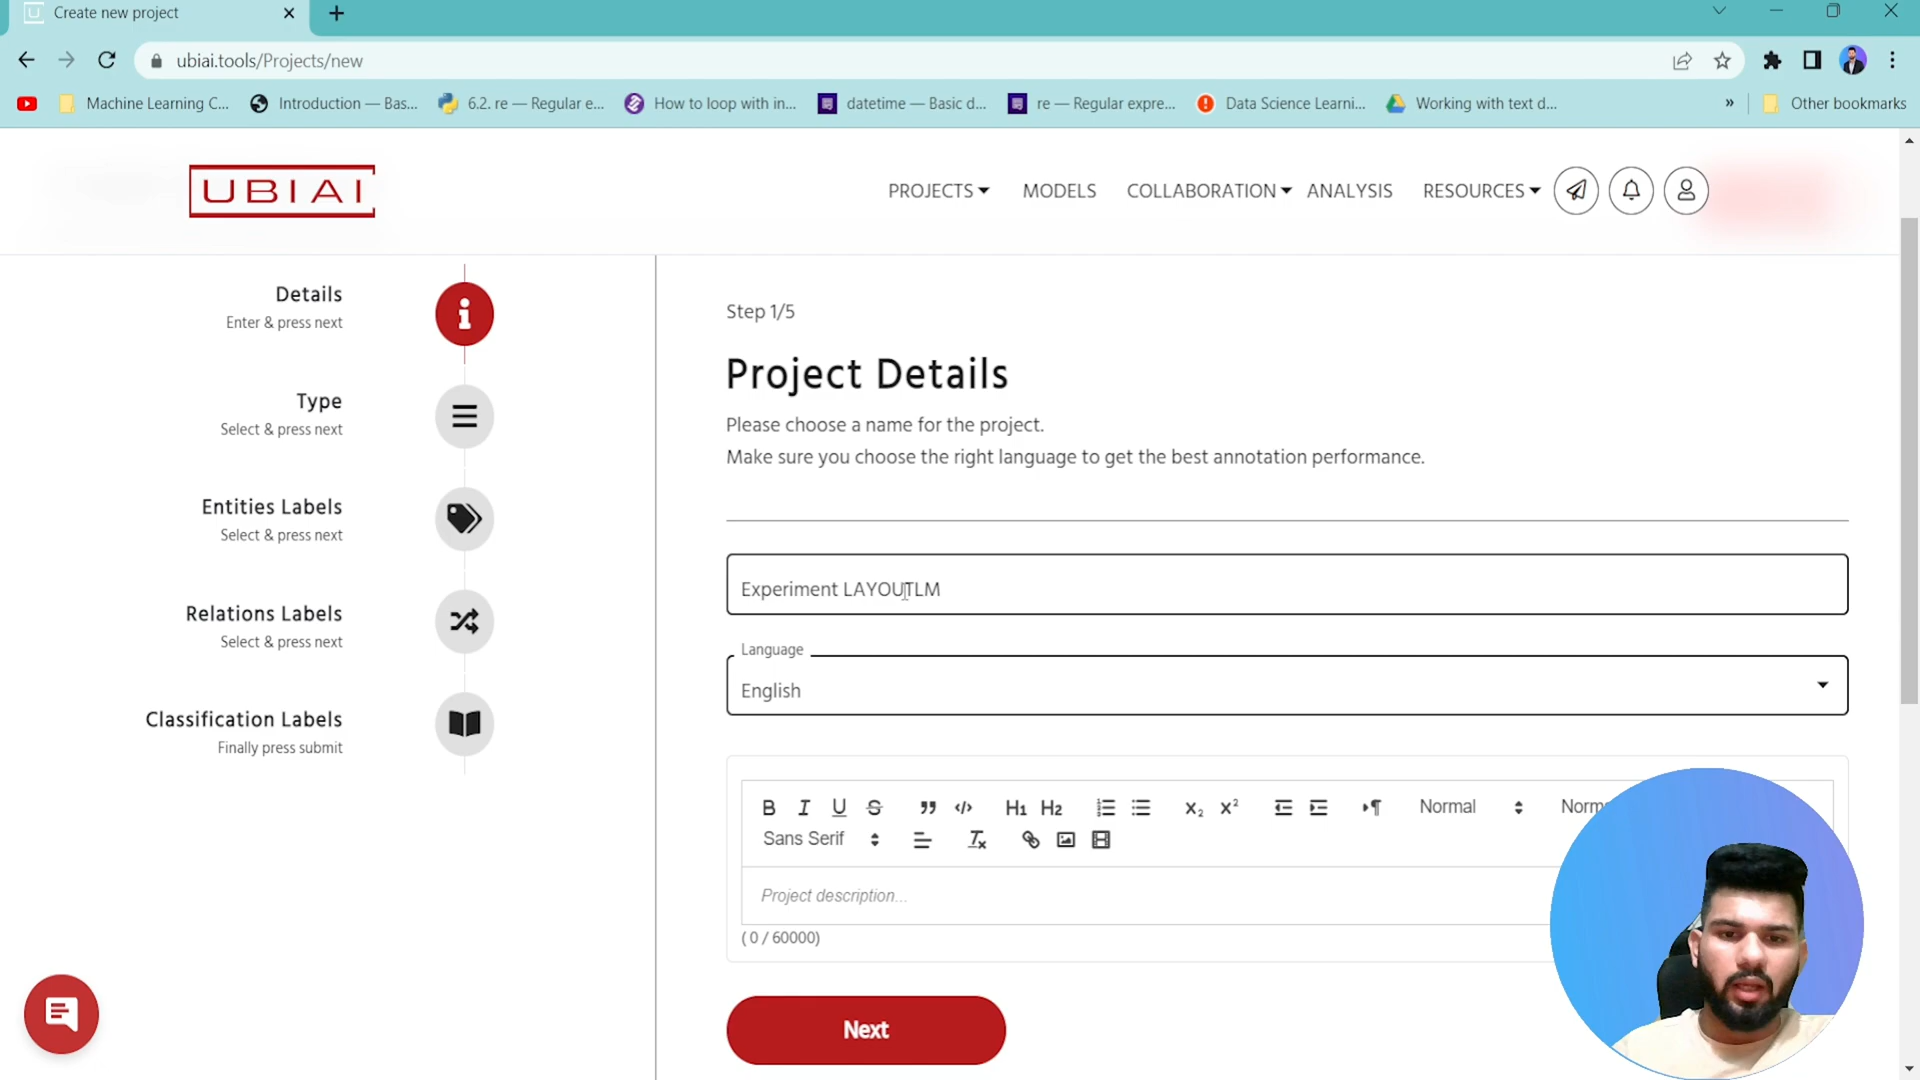 Create new project
ubiai.tools/Projects/new
Machine Learning C... Introduction — Bas... 6.2. re — Regular e... How to loop with in... datetime — Basic d... re — Regular expre... Data Science Learni... Working with text d... » Other bookmarks
UBIAI PROJECTS MODELS COLLABORATION ANALYSIS RESOURCES
Details
Enter & press next
Type
Select & press next
Entities Labels
Select & press next
Relations Labels
Select & press next
Classification Labels
Finally press submit
Step 1/5
Project Details
Please choose a name for the project.
Make sure you choose the right language to get the best annotation performance.
Experiment LAYOUTLM
Language
English
B I U S H1 H2 Normal
Sans Serif
Project description...
( 0 / 60000)
Next